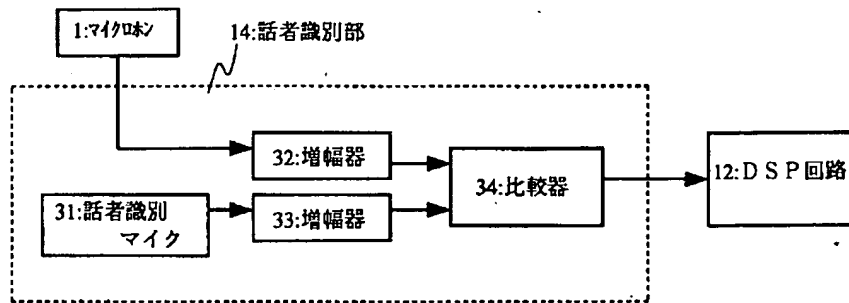 1:マイクロホン
14:話者識別部
32:増幅器
34:比較器
12:DSP回路
31:話者識別
マイク
33:増幅器